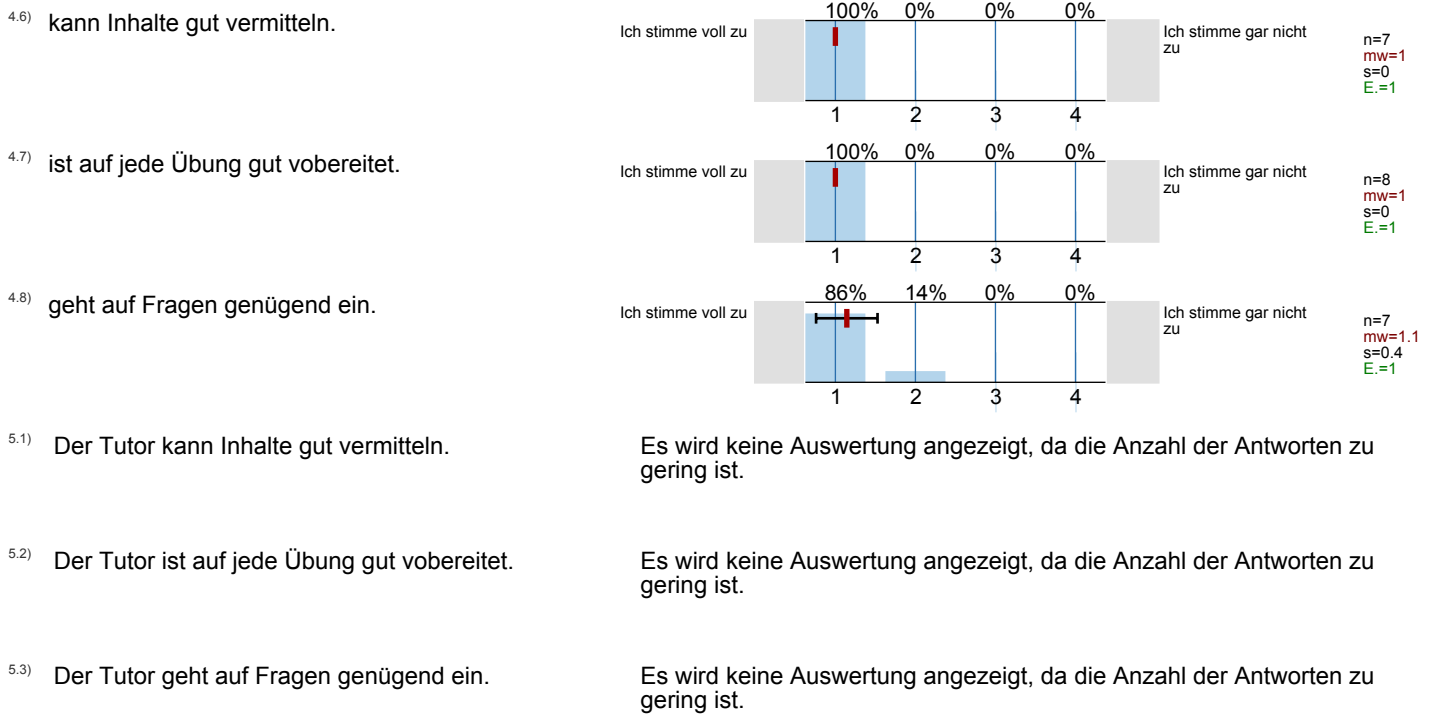 4.6) kann Inhalte gut vermitteln.
100% 0% 0% 0%
Ich stimme voll zu
Ich stimme gar nicht
zu
n=7
mw=1
s=0
E.=1
1 2 3 4
4.7) ist auf jede Übung gut vobereitet.
100% 0% 0% 0%
Ich stimme voll zu
Ich stimme gar nicht
zu
n=8
mw=1
s=0
E.=1
1 2 3 4
4.8) geht auf Fragen genügend ein.
86% 14% 0% 0%
Ich stimme voll zu
Ich stimme gar nicht
zu
n=7
mw=1.1
s=0.4
E.=1
1 2 3 4
5.1) Der Tutor kann Inhalte gut vermitteln.
Es wird keine Auswertung angezeigt, da die Anzahl der Antworten zu
gering ist.
5.2) Der Tutor ist auf jede Übung gut vobereitet.
Es wird keine Auswertung angezeigt, da die Anzahl der Antworten zu
gering ist.
5.3) Der Tutor geht auf Fragen genügend ein.
Es wird keine Auswertung angezeigt, da die Anzahl der Antworten zu
gering ist.